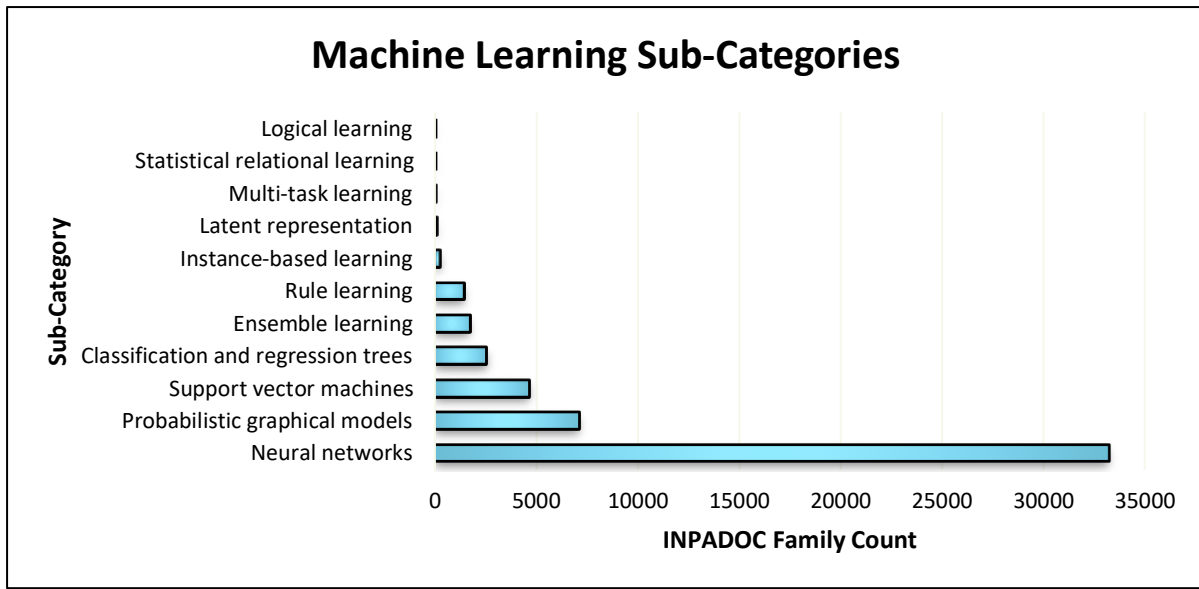 Machine Learning Sub-Categories
Sub-Category
Logical learning
Statistical relational learning
Multi-task learning
Latent representation
Instance-based learning
Rule learning
Ensemble learning
Classification and regression trees
Support vector machines
Probabilistic graphical models
Neural networks
0 5000 10000 15000 20000 25000 30000 35000
INPADOC Family Count